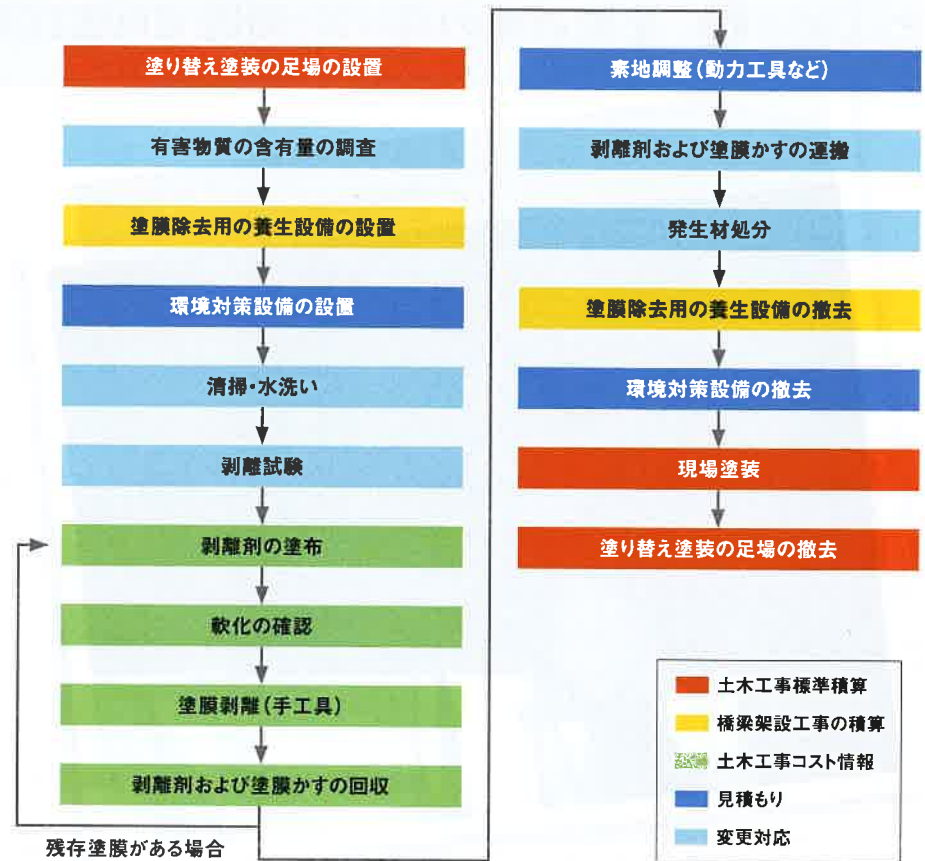 塗り替え塗装の足場の設置
有害物質の含有量の調査
塗膜除去用の養生設備の設置
環境対策設備の設置
清掃・水洗い
剥離試験
剥離剤の塗布
軟化の確認
塗膜剥離(手工具)
剥離剤および塗膜かすの回収
残存塗膜がある場合
素地調整(動力工具など)
剥離剤および塗膜かすの運搬
発生材処分
塗膜除去用の養生設備の撤去
環境対策設備の撤去
現場塗装
塗り替え塗装の足場の撤去
土木工事標準積算
橋梁架設工事の積算
土木工事コスト情報
見積もり
変更対応